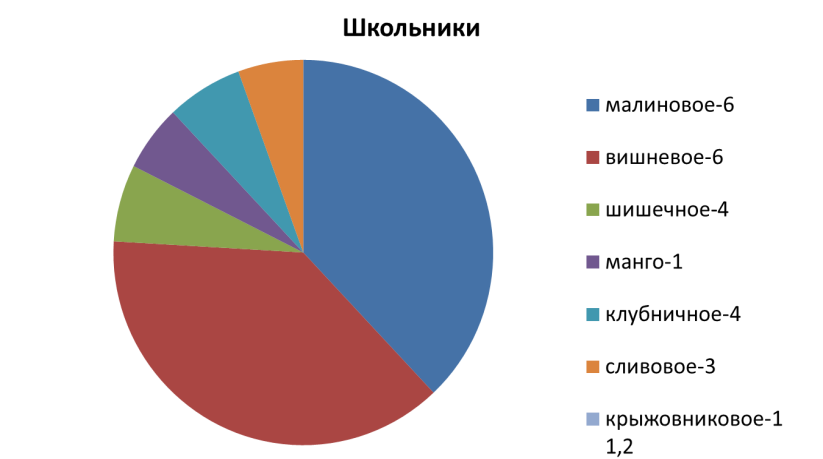 Школьники
малиновое-6
вишневое-6
шишечное-4
манго-1
клубничное-4
сливовое-3
крыжовниковое-1
1,2